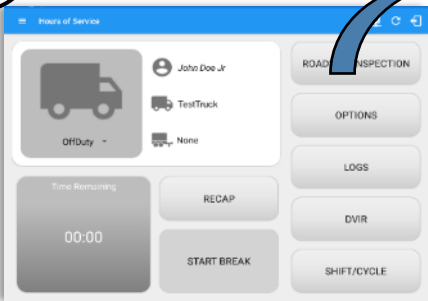 Hours of Service
John Doe Jr
TestTruck
None
OffDuty
Time Remaining
00:00
RECAP
START BREAK
INSPECTION
OPTIONS
LOGS
DVIR
SHIFT/CYCLE